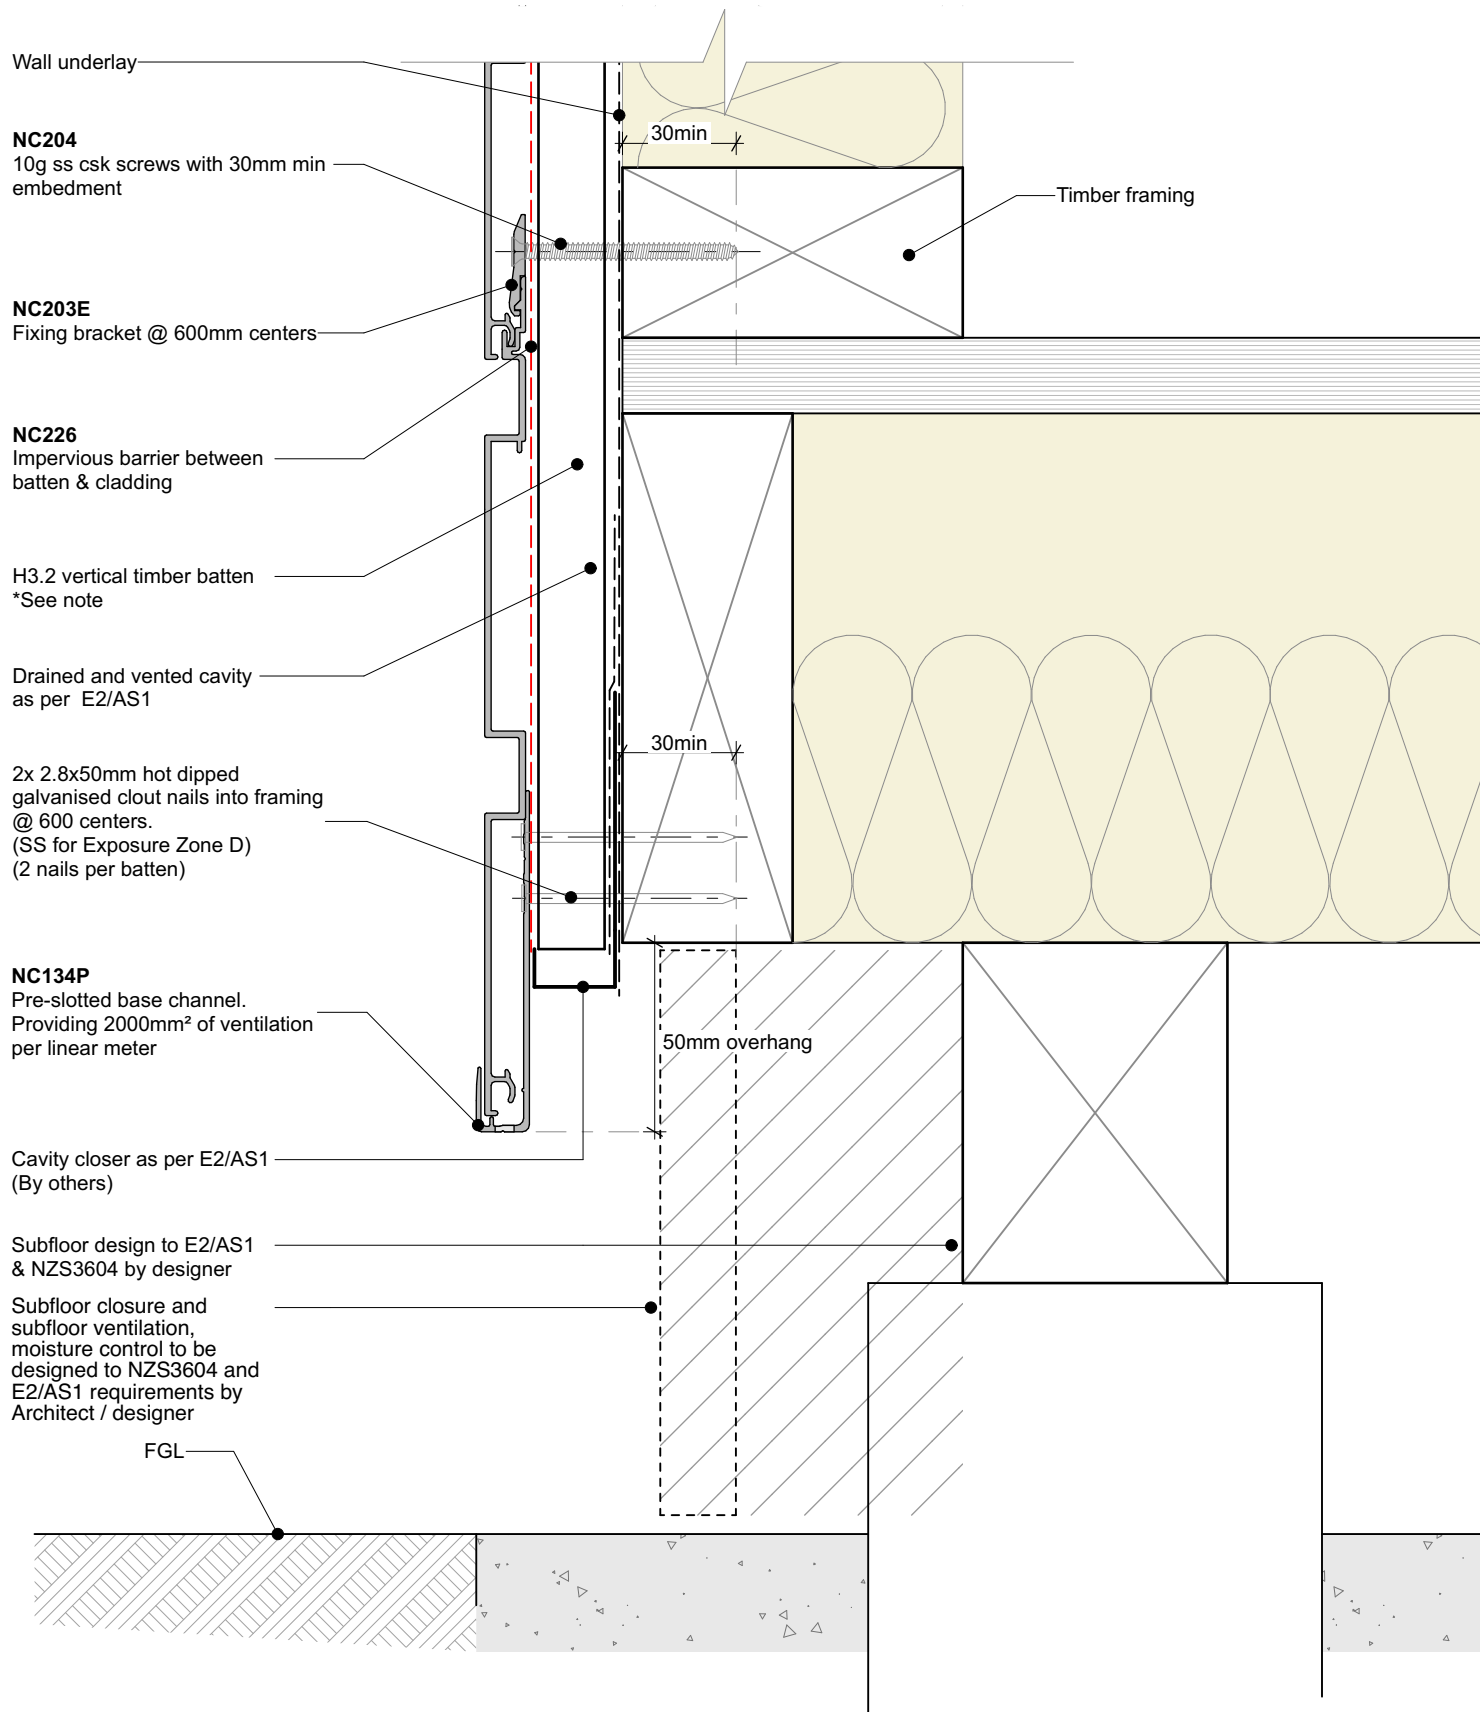 Wall underlay
30min
NC204
10g ss csk screws with 30mm min
embedment
Timber framing
NC203E
Fixing bracket @ 600mm centers
NC226
Impervious barrier between
batten & cladding
H3.2 vertical timber batten
*See note
Drained and vented cavity
as per E2/AS1
30min
2x 2.8x50mm hot dipped
galvanised clout nails into framing
@ 600 centers.
(SS for Exposure Zone D)
(2 nails per batten)
NC134P
Pre-slotted base channel.
Providing 2000mm² of ventilation
per linear meter
50mm overhang
Cavity closer as per E2/AS1
(By others)
Subfloor design to E2/AS1
& NZS3604 by designer
Subfloor closure and
subfloor ventilation,
moisture control to be
designed to NZS3604 and
E2/AS1 requirements by
Architect / designer
FGL